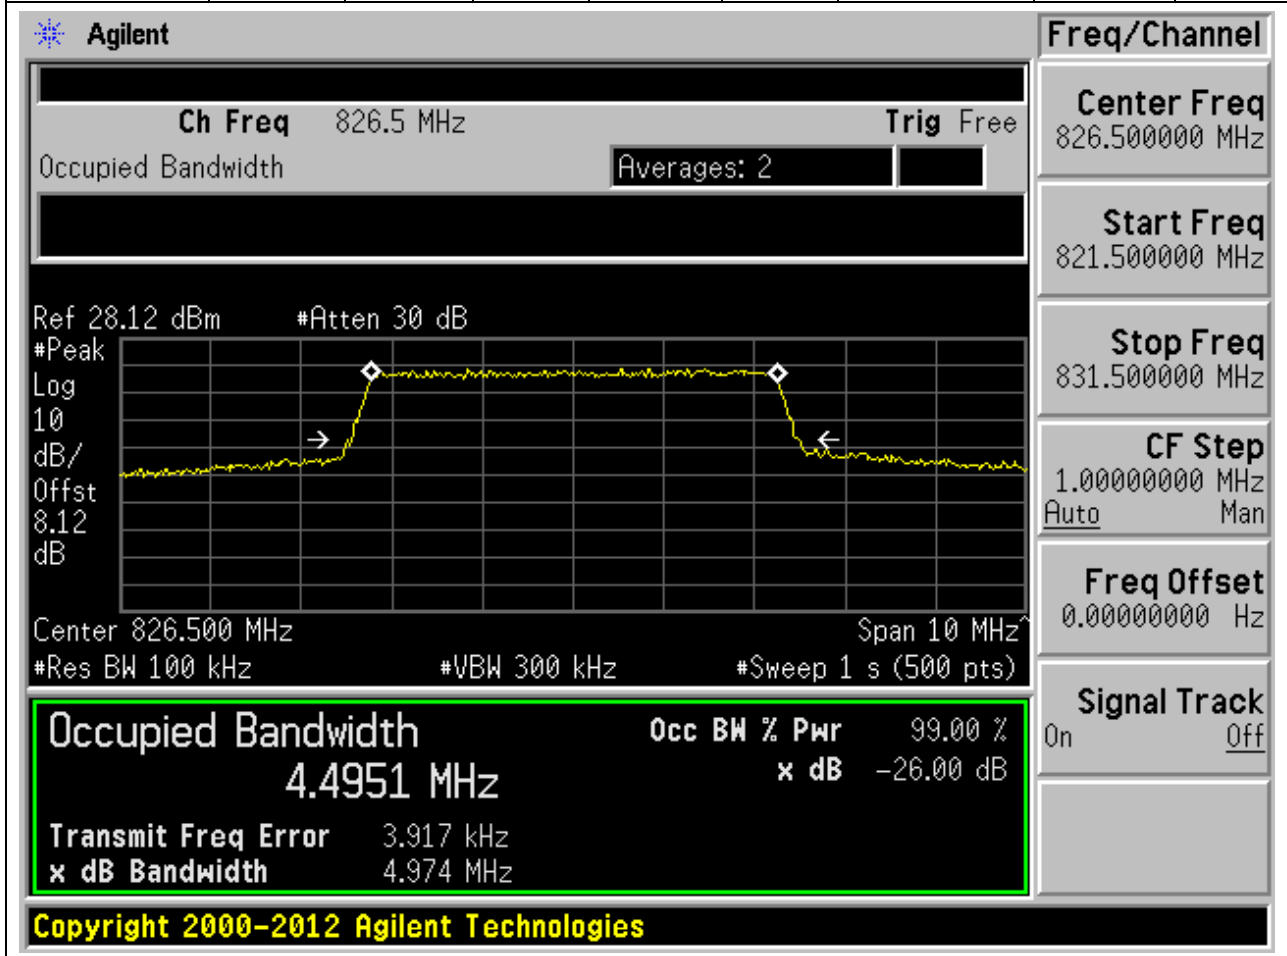 Agilent
Freq/Channel
Ch Freq 826.5 MHz Trig Free
Occupied Bandwidth Averages: 2
Center Freq
826.500000 MHz
Start Freq
821.500000 MHz
Stop Freq
831.500000 MHz
CF Step
1.00000000 MHz
Auto Man
Freq Offset
0.00000000 Hz
Signal Track
On Off
Ref 28.12 dBm #Atten 30 dB
#Peak
Log
10
dB/
Offst
8.12
dB
Center 826.500 MHz Span 10 MHz^
#Res BW 100 kHz #VBW 300 kHz #Sweep 1 s (500 pts)
Occupied Bandwidth
4.4951 MHz
Occ BW % Pwr 99.00 %
x dB -26.00 dB
Transmit Freq Error 3.917 kHz
x dB Bandwidth 4.974 MHz
Copyright 2000-2012 Agilent Technologies